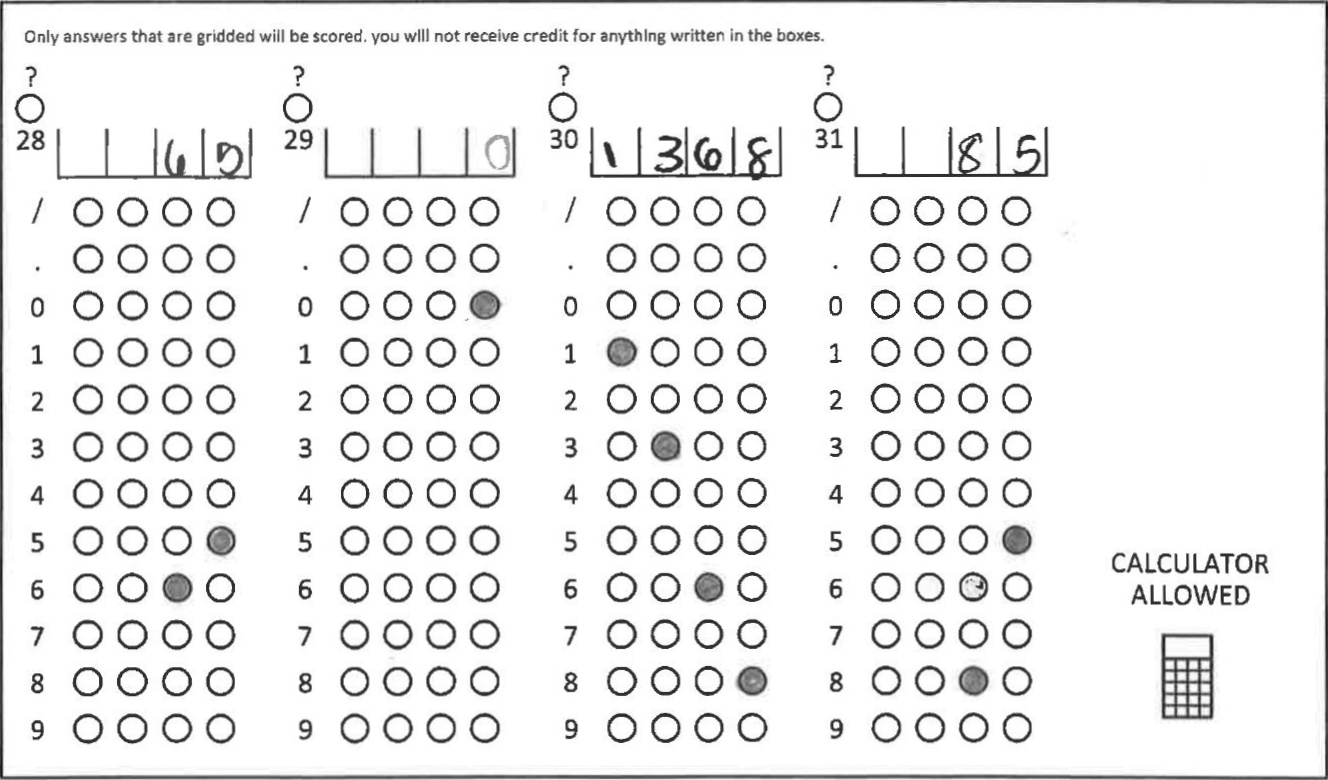 Only answers that are gridded will be scored. you will not receive credit for anything written in the boxes.
? ? ? ?
28 6 5 29 0 30 1 3 6 8 31 8 5
/ / / /
. . . .
0 0 0 0
1 1 1 1
2 2 2 2
3 3 3 3
4 4 4 4
5 5 5 5
6 6 6 6
7 7 7 7
8 8 8 8
9 9 9 9
CALCULATOR
ALLOWED